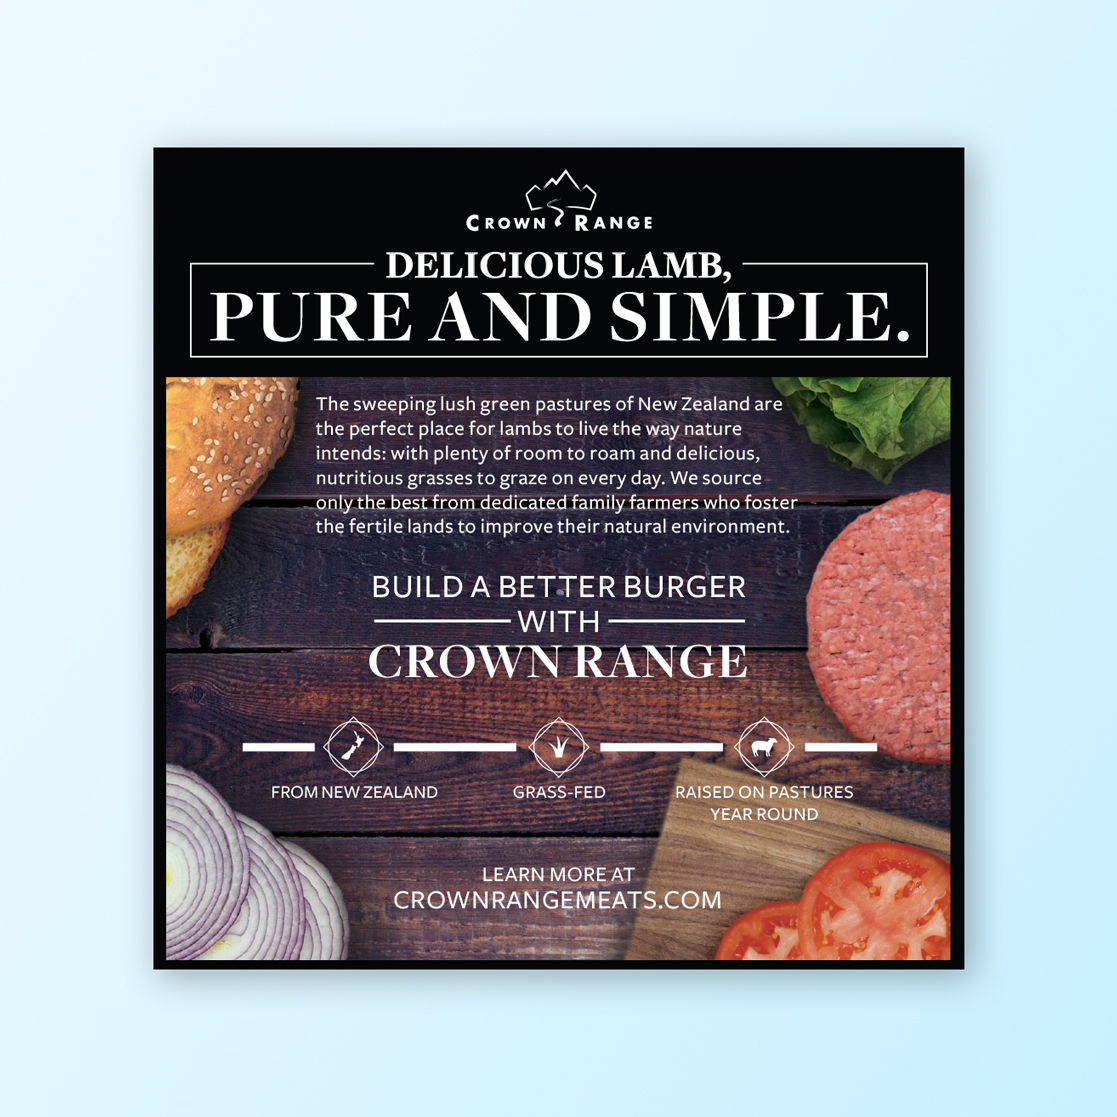 CROWN RANGE
DELICIOUS LAMB,
PURE AND SIMPLE.
The sweeping lush green pastures of New Zealand are
the perfect place for lambs to live the way nature
intends: with plenty of room to roam and delicious,
nutritious grasses to graze on every day. We source
only the best from dedicated family farmers who foster
the fertile lands to improve their natural environment.
BUILD A BETTER BURGER
WITH
CROWN RANGE
FROM NEW ZEALAND
GRASS-FED
RAISED ON PASTURES
YEAR ROUND
LEARN MORE AT
CROWNRANGEMEATS.COM